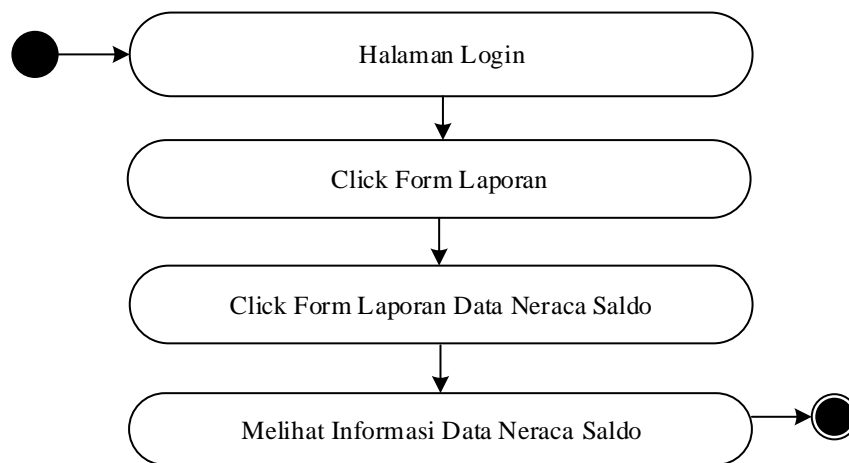 Halaman Login
Click Form Laporan
Click Form Laporan Data Neraca Saldo
Melihat Informasi Data Neraca Saldo